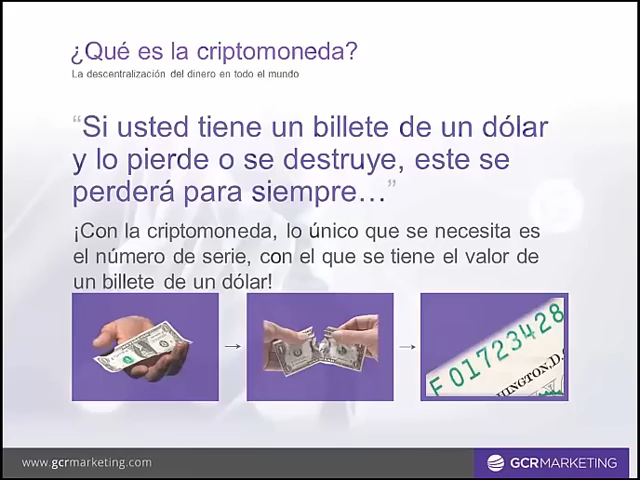 ¿Qué es la criptomoneda?
La descentralización del dinero en todo el mundo
“Si usted tiene un billete de un dólar
y lo pierde o se destruye, este se
perderá para siempre…”
¡Con la criptomoneda, lo único que se necesita es
el número de serie, con el que se tiene el valor de
un billete de un dólar!
F 01723428
HINGTON, D.C
www.gcrmarketing.com
GCRMARKETING